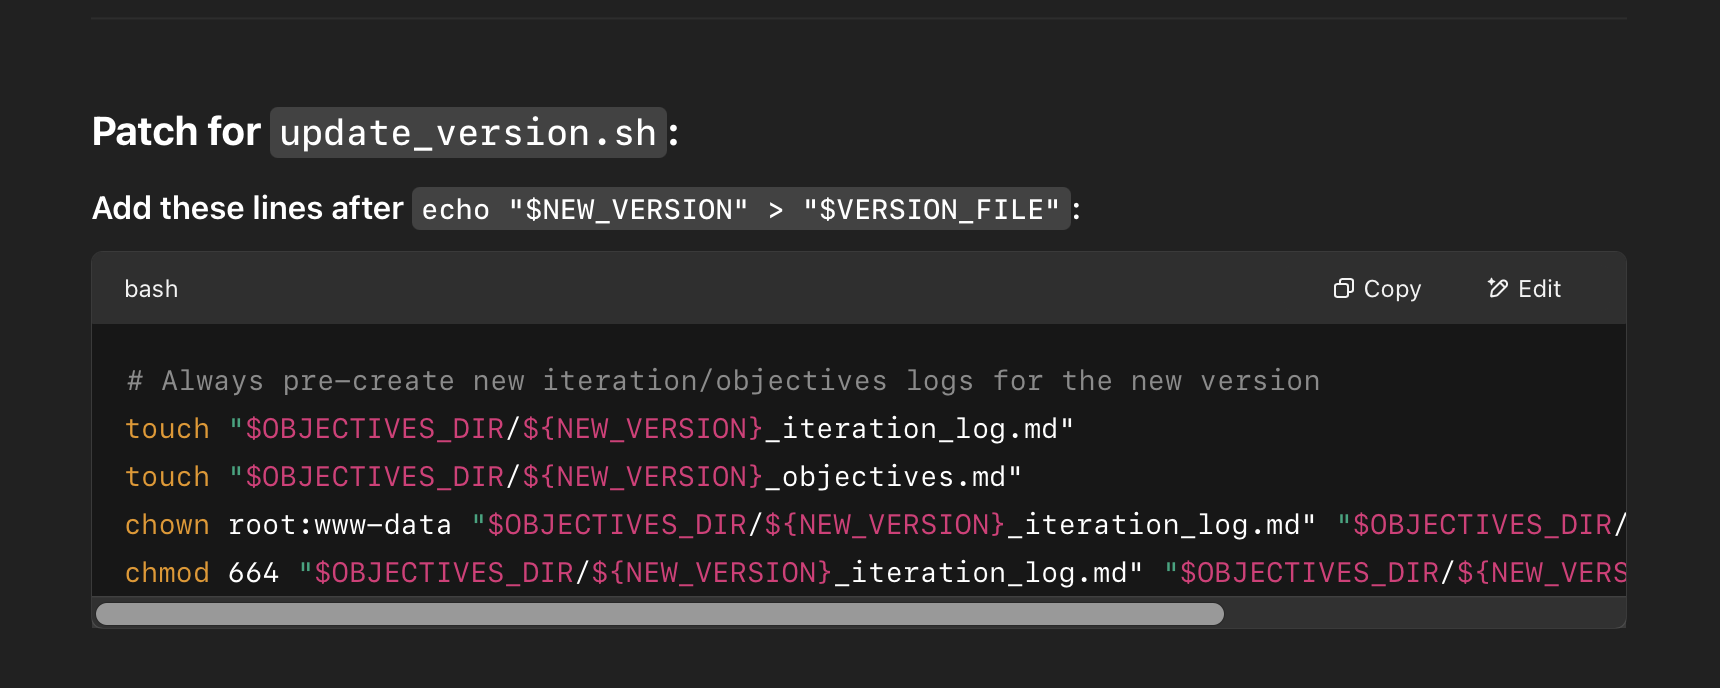 Patch for update_version.sh:
Add these lines after echo "$NEW_VERSION" > "$VERSION_FILE":
bash
Copy
Edit
# Always pre-create new iteration/objectives logs for the new version
touch "$OBJECTIVES_DIR/${NEW_VERSION}_iteration_log.md"
touch "$OBJECTIVES_DIR/${NEW_VERSION}_objectives.md"
chown root:www-data "$OBJECTIVES_DIR/${NEW_VERSION}_iteration_log.md" "$OBJECTIVES_DIR/
chmod 664 "$OBJECTIVES_DIR/${NEW_VERSION}_iteration_log.md" "$OBJECTIVES_DIR/${NEW_VERS